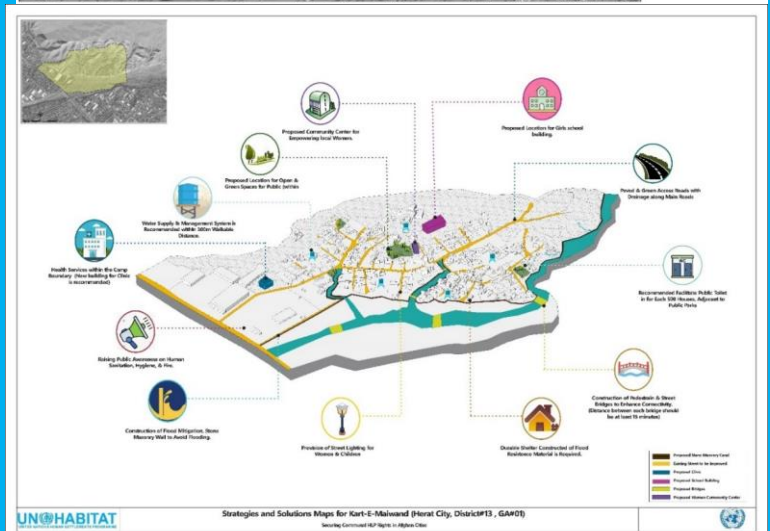 Proposed Community Center for
Empowering local Women.
Proposed Location for Girls school
building.
Proposed Location for Open &
Green Spaces for Public (within
Paved & Green Access Roads with
Drainage along Main Roads
Water Supply & Management System is
Recommended within 500m Walkable
Distance.
Health Services within the Camp
Boundary (New building for Clinic
is recommended)
Recommended Facilitate Public Toilet
in for Each 500 Houses, Adjacent to
Public Parks
Raising Public Awareness on Human
Sanitation, Hygiene, & Fire.
Construction of Pedestrain & Street
Bridges to Enhance Connectivity.
(Distance between each bridge should
be at least 15 minutes)
Construction of Flood Mitigation, Stone
Masonry Wall to Avoid Flooding.
Provision of Street Lighting for
Women & Children
Durable Shelter Constructed of Flood
Resistance Material is Required.
Proposed Stone Masonry Canal
Existing Street to be Improved
Proposed Clinic
Proposed School Building
Proposed Bridges
Proposed Women Community Center
UN HABITAT
UNITED NATIONS HUMAN SETTLEMENTS PROGRAMME
Strategies and Solutions Maps for Kart-E-Maiwand (Herat City, District#13 , GA#01)
Securing Communal HLP Rights in Afghan Cities